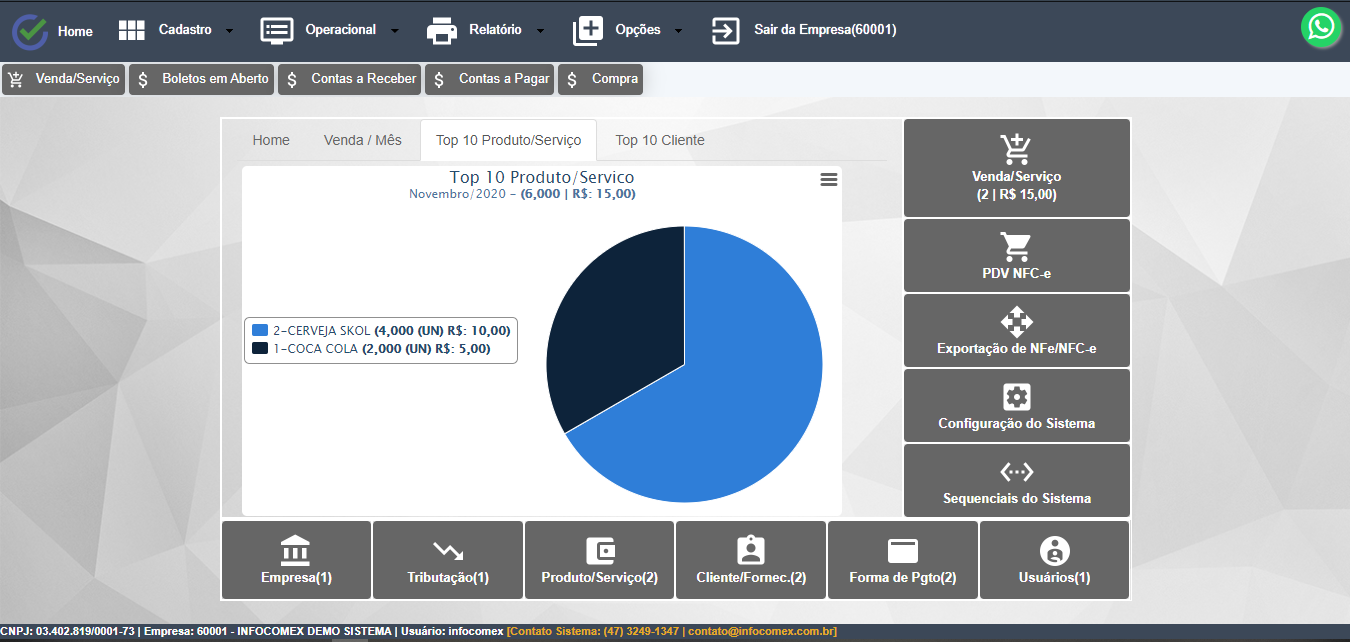 Home
Cadastro
Operacional
Relatório
Opções
Sair da Empresa(60001)
Venda/Serviço
$ Boletos em Aberto
$ Contas a Receber
$ Contas a Pagar
$ Compra
Home
Venda / Mês
Top 10 Produto/Serviço
Top 10 Cliente
Top 10 Produto/Servico
Novembro/2020 - (6,000 | R$: 15,00)
2-CERVEJA SKOL (4,000 (UN) R$: 10,00)
1-COCA COLA (2,000 (UN) R$: 5,00)
Venda/Serviço
(2 | R$ 15,00)
PDV NFC-e
Exportação de NFe/NFC-e
Configuração do Sistema
Sequenciais do Sistema
Empresa(1)
Tributação(1)
Produto/Serviço(2)
Cliente/Fornec.(2)
Forma de Pgto(2)
Usuários(1)
CNPJ: 03.402.819/0001-73 | Empresa: 60001 - INFOCOMEX DEMO SISTEMA | Usuário: infocomex [Contato Sistema: (47) 3249-1347 | contato@infocomex.com.br]